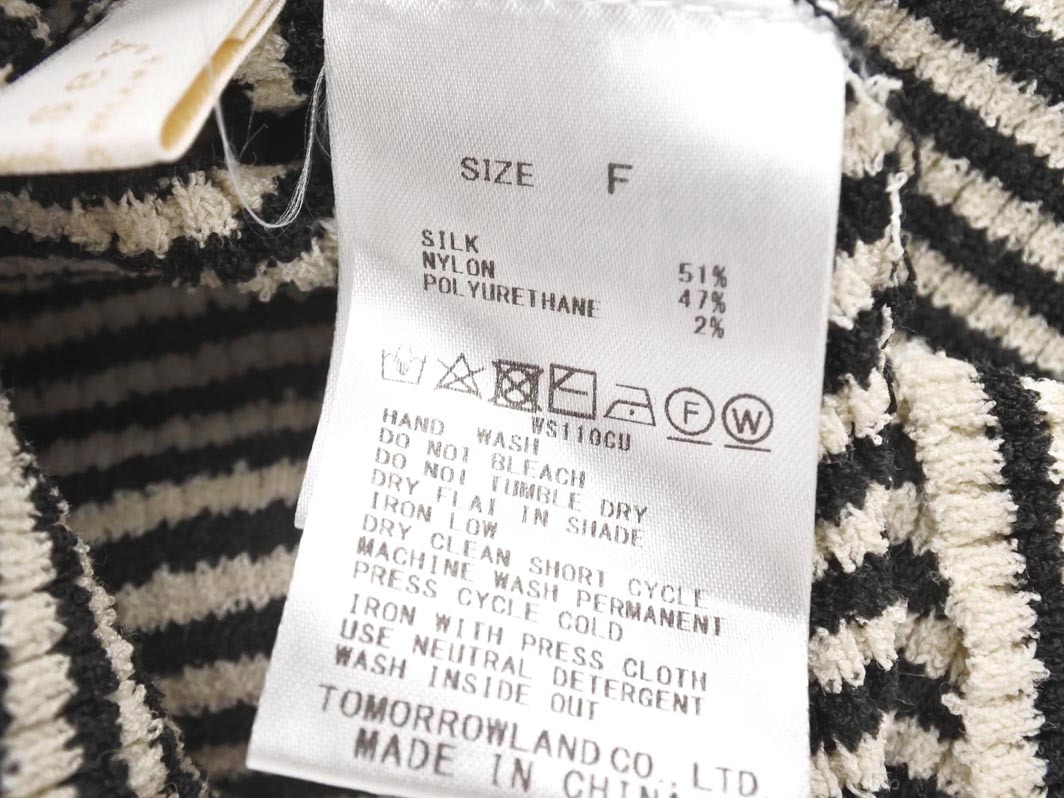 SIZE F
SILK 51%
NYLON 47%
POLYURETHANE 2%
F W
WS110CU
HAND WASH
DO NOT BLEACH
DO NOT TUMBLE DRY
DRY FLAT IN SHADE
IRON LOW
DRY CLEAN SHORT CYCLE
MACHINE WASH PERMANENT
PRESS CYCLE COLD
IRON WITH PRESS CLOTH
USE NEUTRAL DETERGENT
WASH INSIDE OUT
TOMORROWLAND CO., LTD
MADE IN CHINA